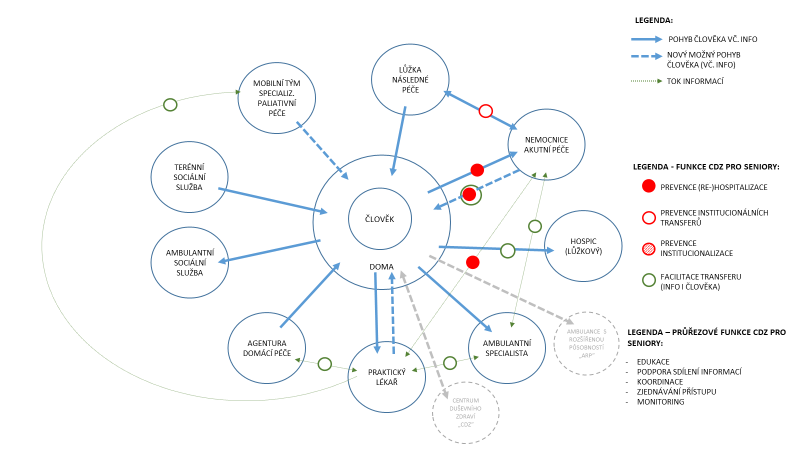 LEGENDA:
POHYB ČLOVĚKA VČ. INFO
NOVÝ MOŽNÝ POHYB
ČLOVĚKA (VČ. INFO)
TOK INFORMACÍ
LŮŽKA
NÁSLEDNÉ
PÉČE
MOBILNÍ TÝM
SPECIALIZ.
PALIATIVNÍ
PÉČE
NEMOCNICE
AKUTNÍ PÉČE
TERÉNNÍ
SOCIÁLNÍ
SLUŽBA
ČLOVĚK
DOMA
AMBULANTNÍ
SOCIÁLNÍ
SLUŽBA
HOSPIC
(LŮŽKOVÝ)
AGENTURA
DOMÁCÍ PÉČE
PRAKTICKÝ
LÉKAŘ
AMBULANTNÍ
SPECIALISTA
AMBULANCE S
ROZŠÍŘENOU
PŮSOBNOSTÍ
„ARP“
CENTRUM
DUŠEVNÍHO
ZDRAVÍ
„CDZ“
LEGENDA - FUNKCE CDZ PRO SENIORY:
PREVENCE (RE-)HOSPITALIZACE
PREVENCE INSTITUCIONÁLNÍCH
TRANSFERŮ
PREVENCE
INSTITUCIONALIZACE
FACILITACE TRANSFERU
(INFO I ČLOVĚKA)
LEGENDA – PRŮŘEZOVÉ FUNKCE CDZ PRO
SENIORY:
- EDUKACE
- PODPORA SDÍLENÍ INFORMACÍ
- KOORDINACE
- ZJEDNÁVÁNÍ PŘÍSTUPU
- MONITORING